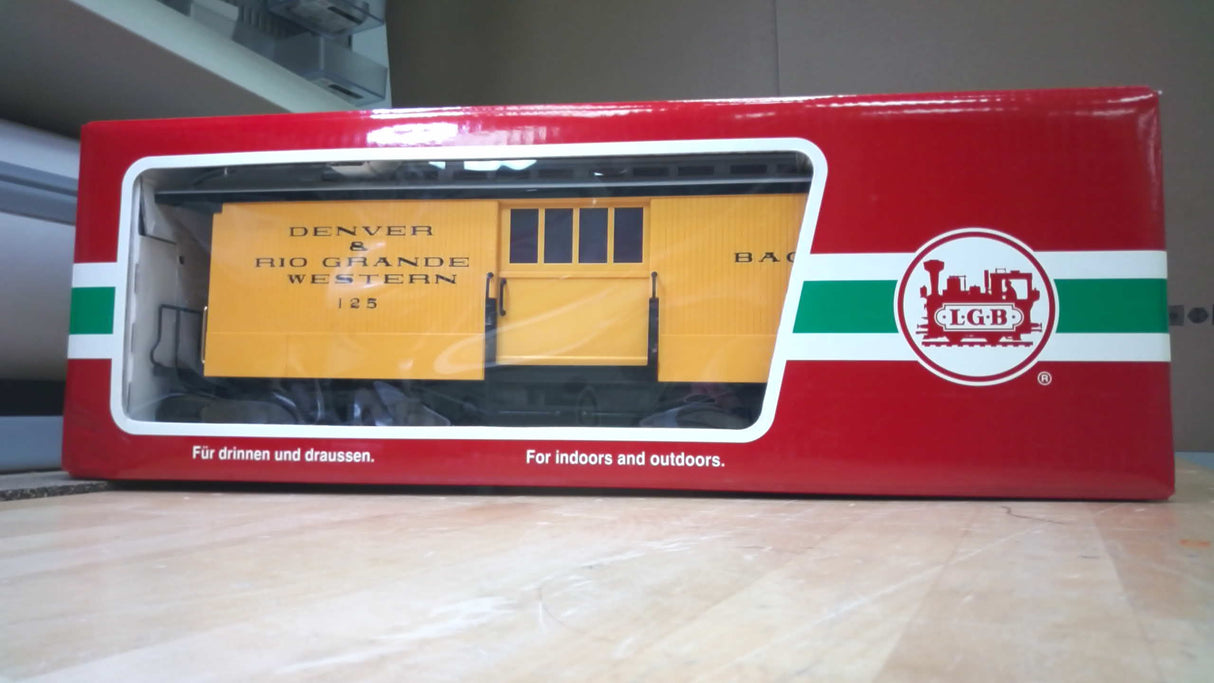 DENVER
&
RIO GRANDE
WESTERN
125
BAG
L·G·B
®
Für drinnen und draussen.
For indoors and outdoors.